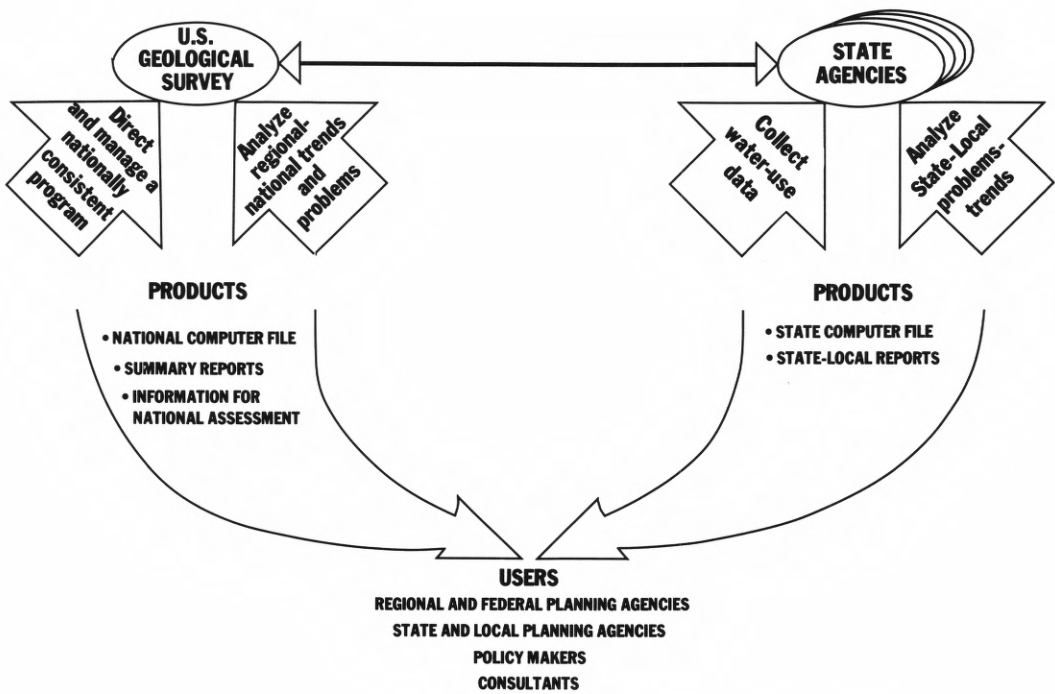 U.S.
GEOLOGICAL
SURVEY
STATE
AGENCIES
Direct
and manage a
nationally
consistent
program
Analyze
regional-
national trends
and
problems
Collect
water-use
data
Analyze
State-Local
problems-
trends
PRODUCTS
• NATIONAL COMPUTER FILE
• SUMMARY REPORTS
• INFORMATION FOR
NATIONAL ASSESSMENT
PRODUCTS
• STATE COMPUTER FILE
• STATE-LOCAL REPORTS
USERS
REGIONAL AND FEDERAL PLANNING AGENCIES
STATE AND LOCAL PLANNING AGENCIES
POLICY MAKERS
CONSULTANTS